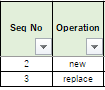 Seq No Operation
2 new
3 replace